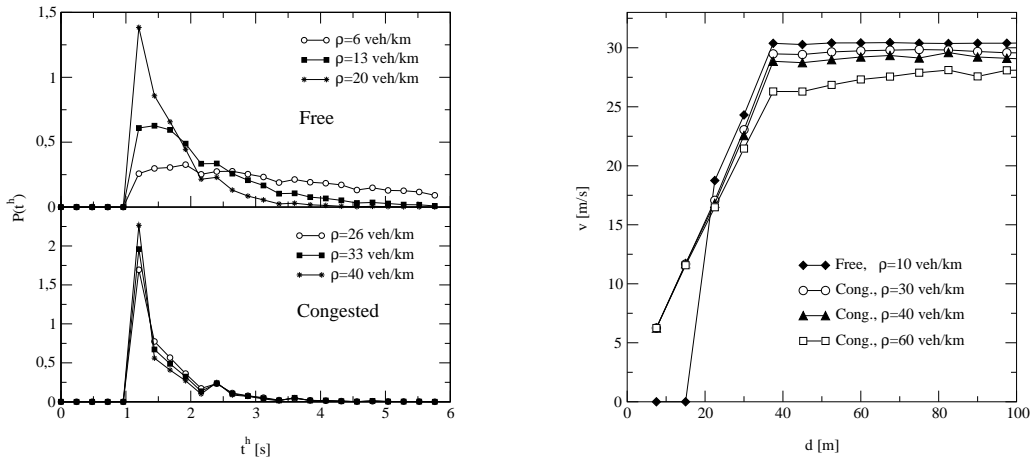 1,5
1
0,5
0
ρ=6 veh/km
ρ=13 veh/km
ρ=20 veh/km
Free
P(t^h)
2
1,5
1
0,5
0
ρ=26 veh/km
ρ=33 veh/km
ρ=40 veh/km
Congested
0 1 2 3 4 5 6
t^h [s]
30
25
20
15
10
5
0
v [m/s]
Free, ρ=10 veh/km
Cong., ρ=30 veh/km
Cong., ρ=40 veh/km
Cong., ρ=60 veh/km
0 20 40 60 80 100
d [m]